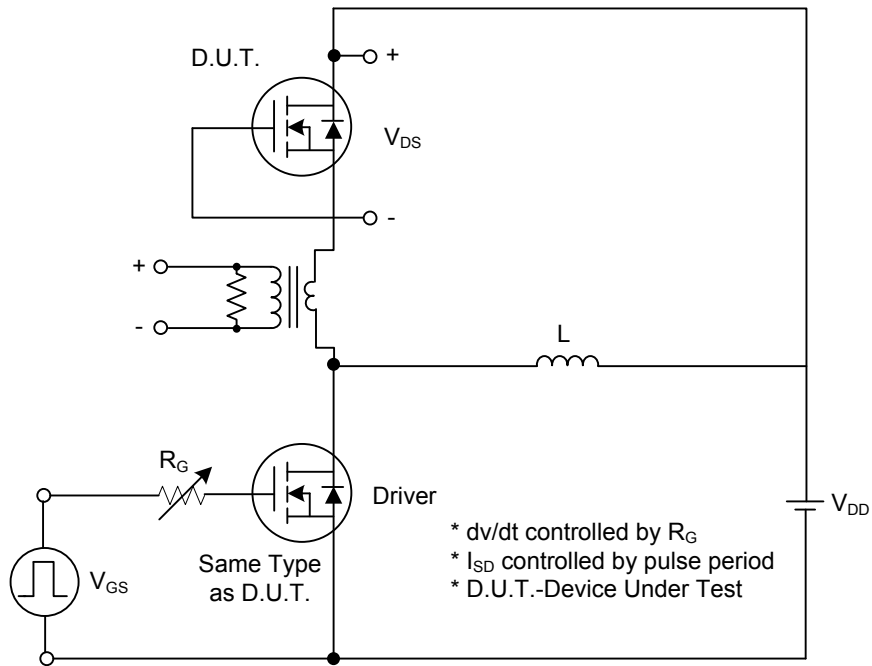 D.U.T.
+
V_DS
-
+
-
L
R_G
Driver
V_DD
* dv/dt controlled by R_G
* I_SD controlled by pulse period
* D.U.T.-Device Under Test
Same Type
as D.U.T.
V_GS